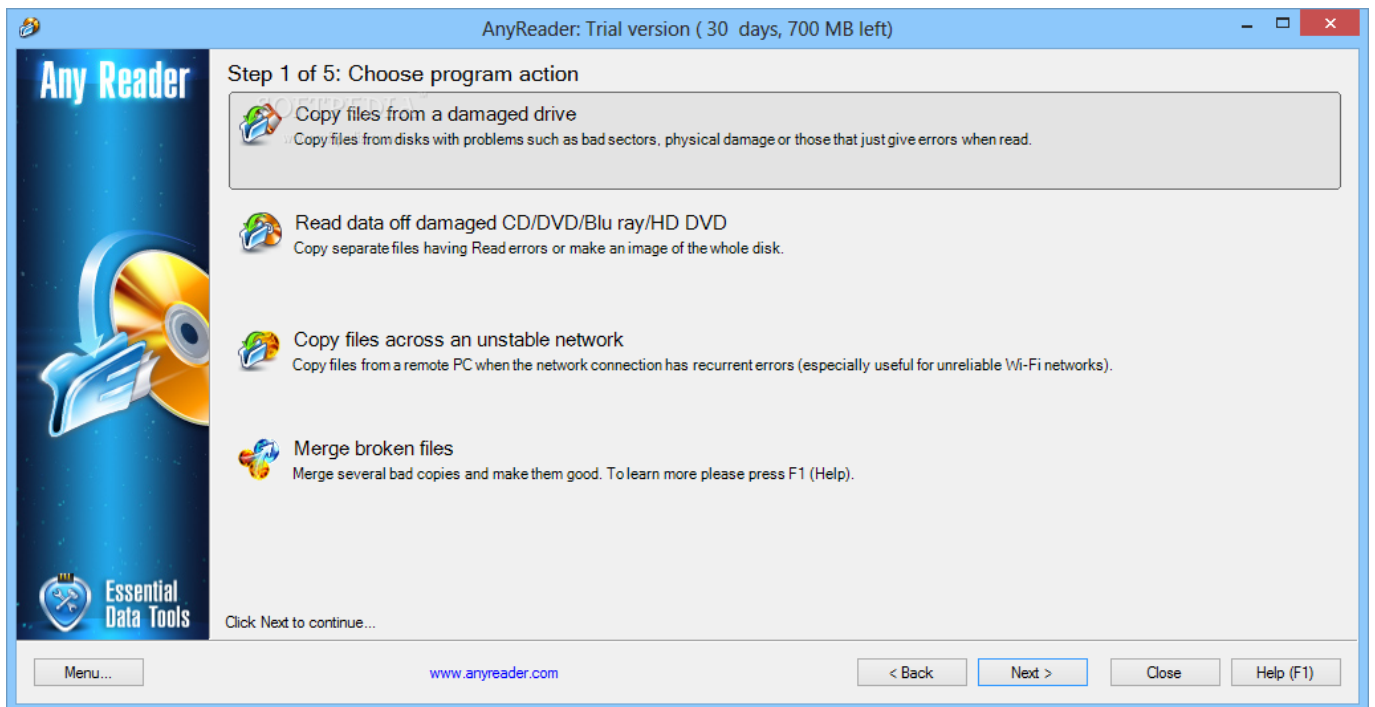 AnyReader: Trial version ( 30 days, 700 MB left)
Any Reader
Step 1 of 5: Choose program action
SOFTPEDIA
Copy files from a damaged drive
Copy files from disks with problems such as bad sectors, physical damage or those that just give errors when read.
Read data off damaged CD/DVD/Blu ray/HD DVD
Copy separate files having Read errors or make an image of the whole disk.
Copy files across an unstable network
Copy files from a remote PC when the network connection has recurrent errors (especially useful for unreliable Wi-Fi networks).
Merge broken files
Merge several bad copies and make them good. To learn more please press F1 (Help).
Essential
Data Tools
Click Next to continue...
Menu...
www.anyreader.com
< Back
Next >
Close
Help (F1)